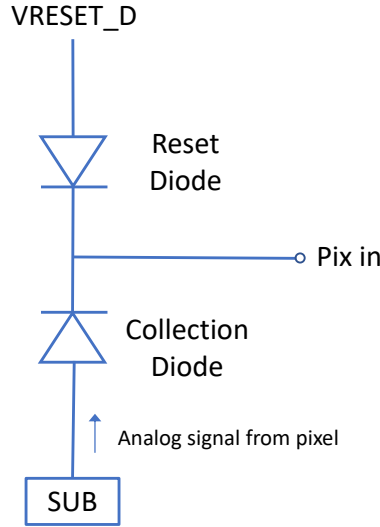 VRESET_D
Reset
Diode
Pix in
Collection
Diode
Analog signal from pixel
SUB